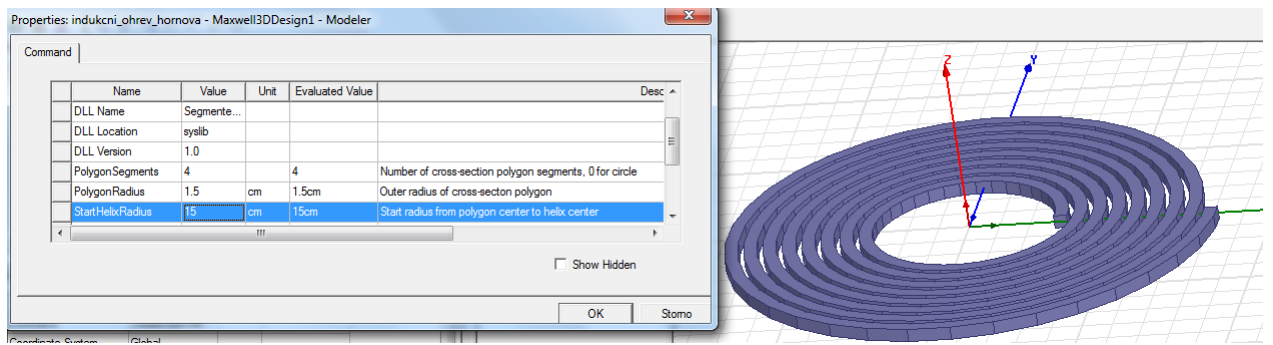 Properties: indukcni_ohrev_hornova - Maxwell3DDesign1 - Modeler
Command
Name Value Unit Evaluated Value Desc
DLL Name Segmente...
DLL Location syslib
DLL Version 1.0
PolygonSegments 4 4 Number of cross-section polygon segments, 0 for circle
PolygonRadius 1.5 cm 1.5cm Outer radius of cross-secton polygon
StartHelixRadius 15 cm 15cm Start radius from polygon center to helix center
Show Hidden
OK Storno
Coordinate System Global
Z
Y